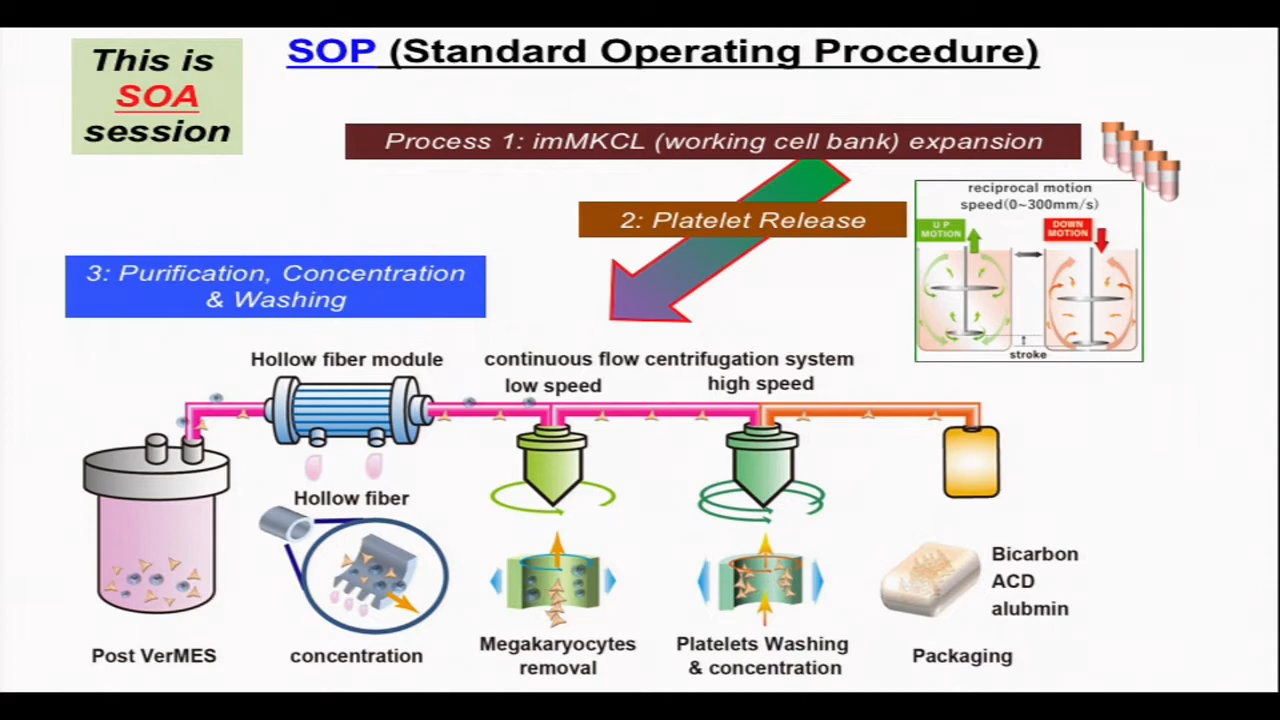 This is
SOA
session
SOP (Standard Operating Procedure)
Process 1: imMKCL (working cell bank) expansion
2: Platelet Release
3: Purification, Concentration
& Washing
reciprocal motion
speed(0~300mm/s)
UP
MOTION
DOWN
MOTION
stroke
Hollow fiber module
continuous flow centrifugation system
low speed
high speed
Hollow fiber
Bicarbon
ACD
alubmin
Post VerMES
concentration
Megakaryocytes
removal
Platelets Washing
& concentration
Packaging